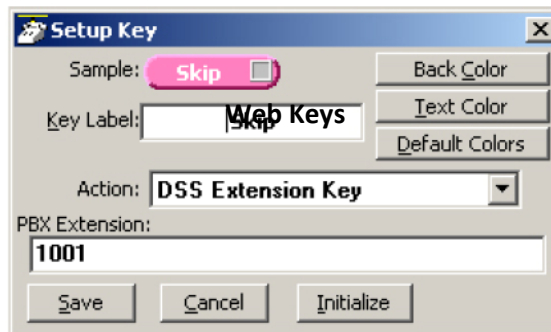 Setup Key
Sample: Skip Back Color
Key Label: Skip Text Color
Web Keys
Default Colors
Action: DSS Extension Key
PBX Extension:
1001
Save Cancel Initialize